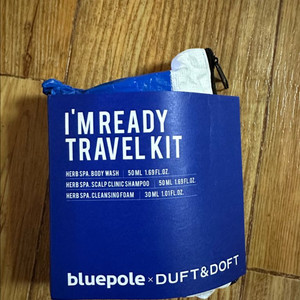 I'M READY
TRAVEL KIT
HERB SPA. BODY WASH | 50 ML 1.69 FL.OZ.
HERB SPA. SCALP CLINIC SHAMPOO | 50 ML 1.69 FL.OZ.
HERB SPA. CLEANSING FOAM | 30 ML 1.01 FL.OZ.
bluepole × DUFT&DOFT